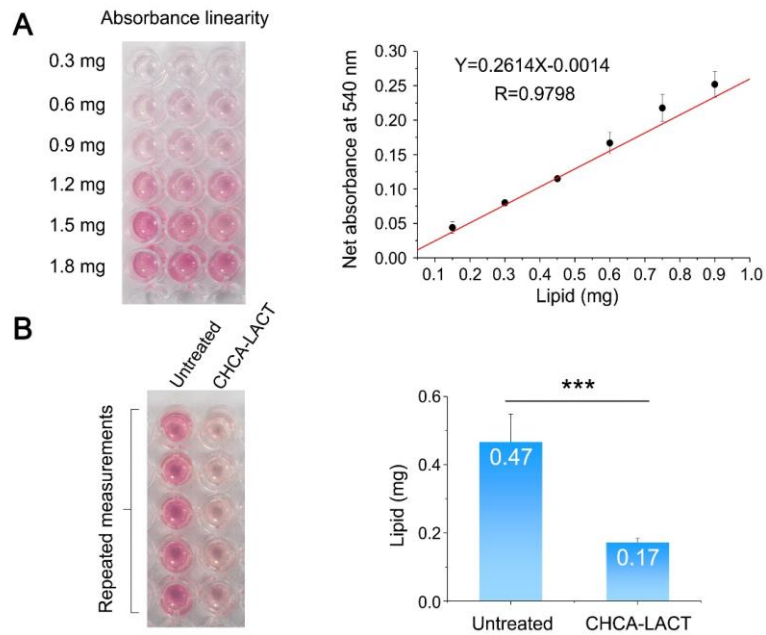 A
Absorbance linearity
0.3 mg
0.6 mg
0.9 mg
1.2 mg
1.5 mg
1.8 mg
Net absorbance at 540 nm
0.30
0.25
0.20
0.15
0.10
0.05
0.00
Y=0.2614X-0.0014
R=0.9798
0.1 0.2 0.3 0.4 0.5 0.6 0.7 0.8 0.9 1.0
Lipid (mg)
B
Untreated
CHCA-LACT
Repeated measurements
Lipid (mg)
0.6
0.4
0.2
0.0
***
0.47
0.17
Untreated CHCA-LACT